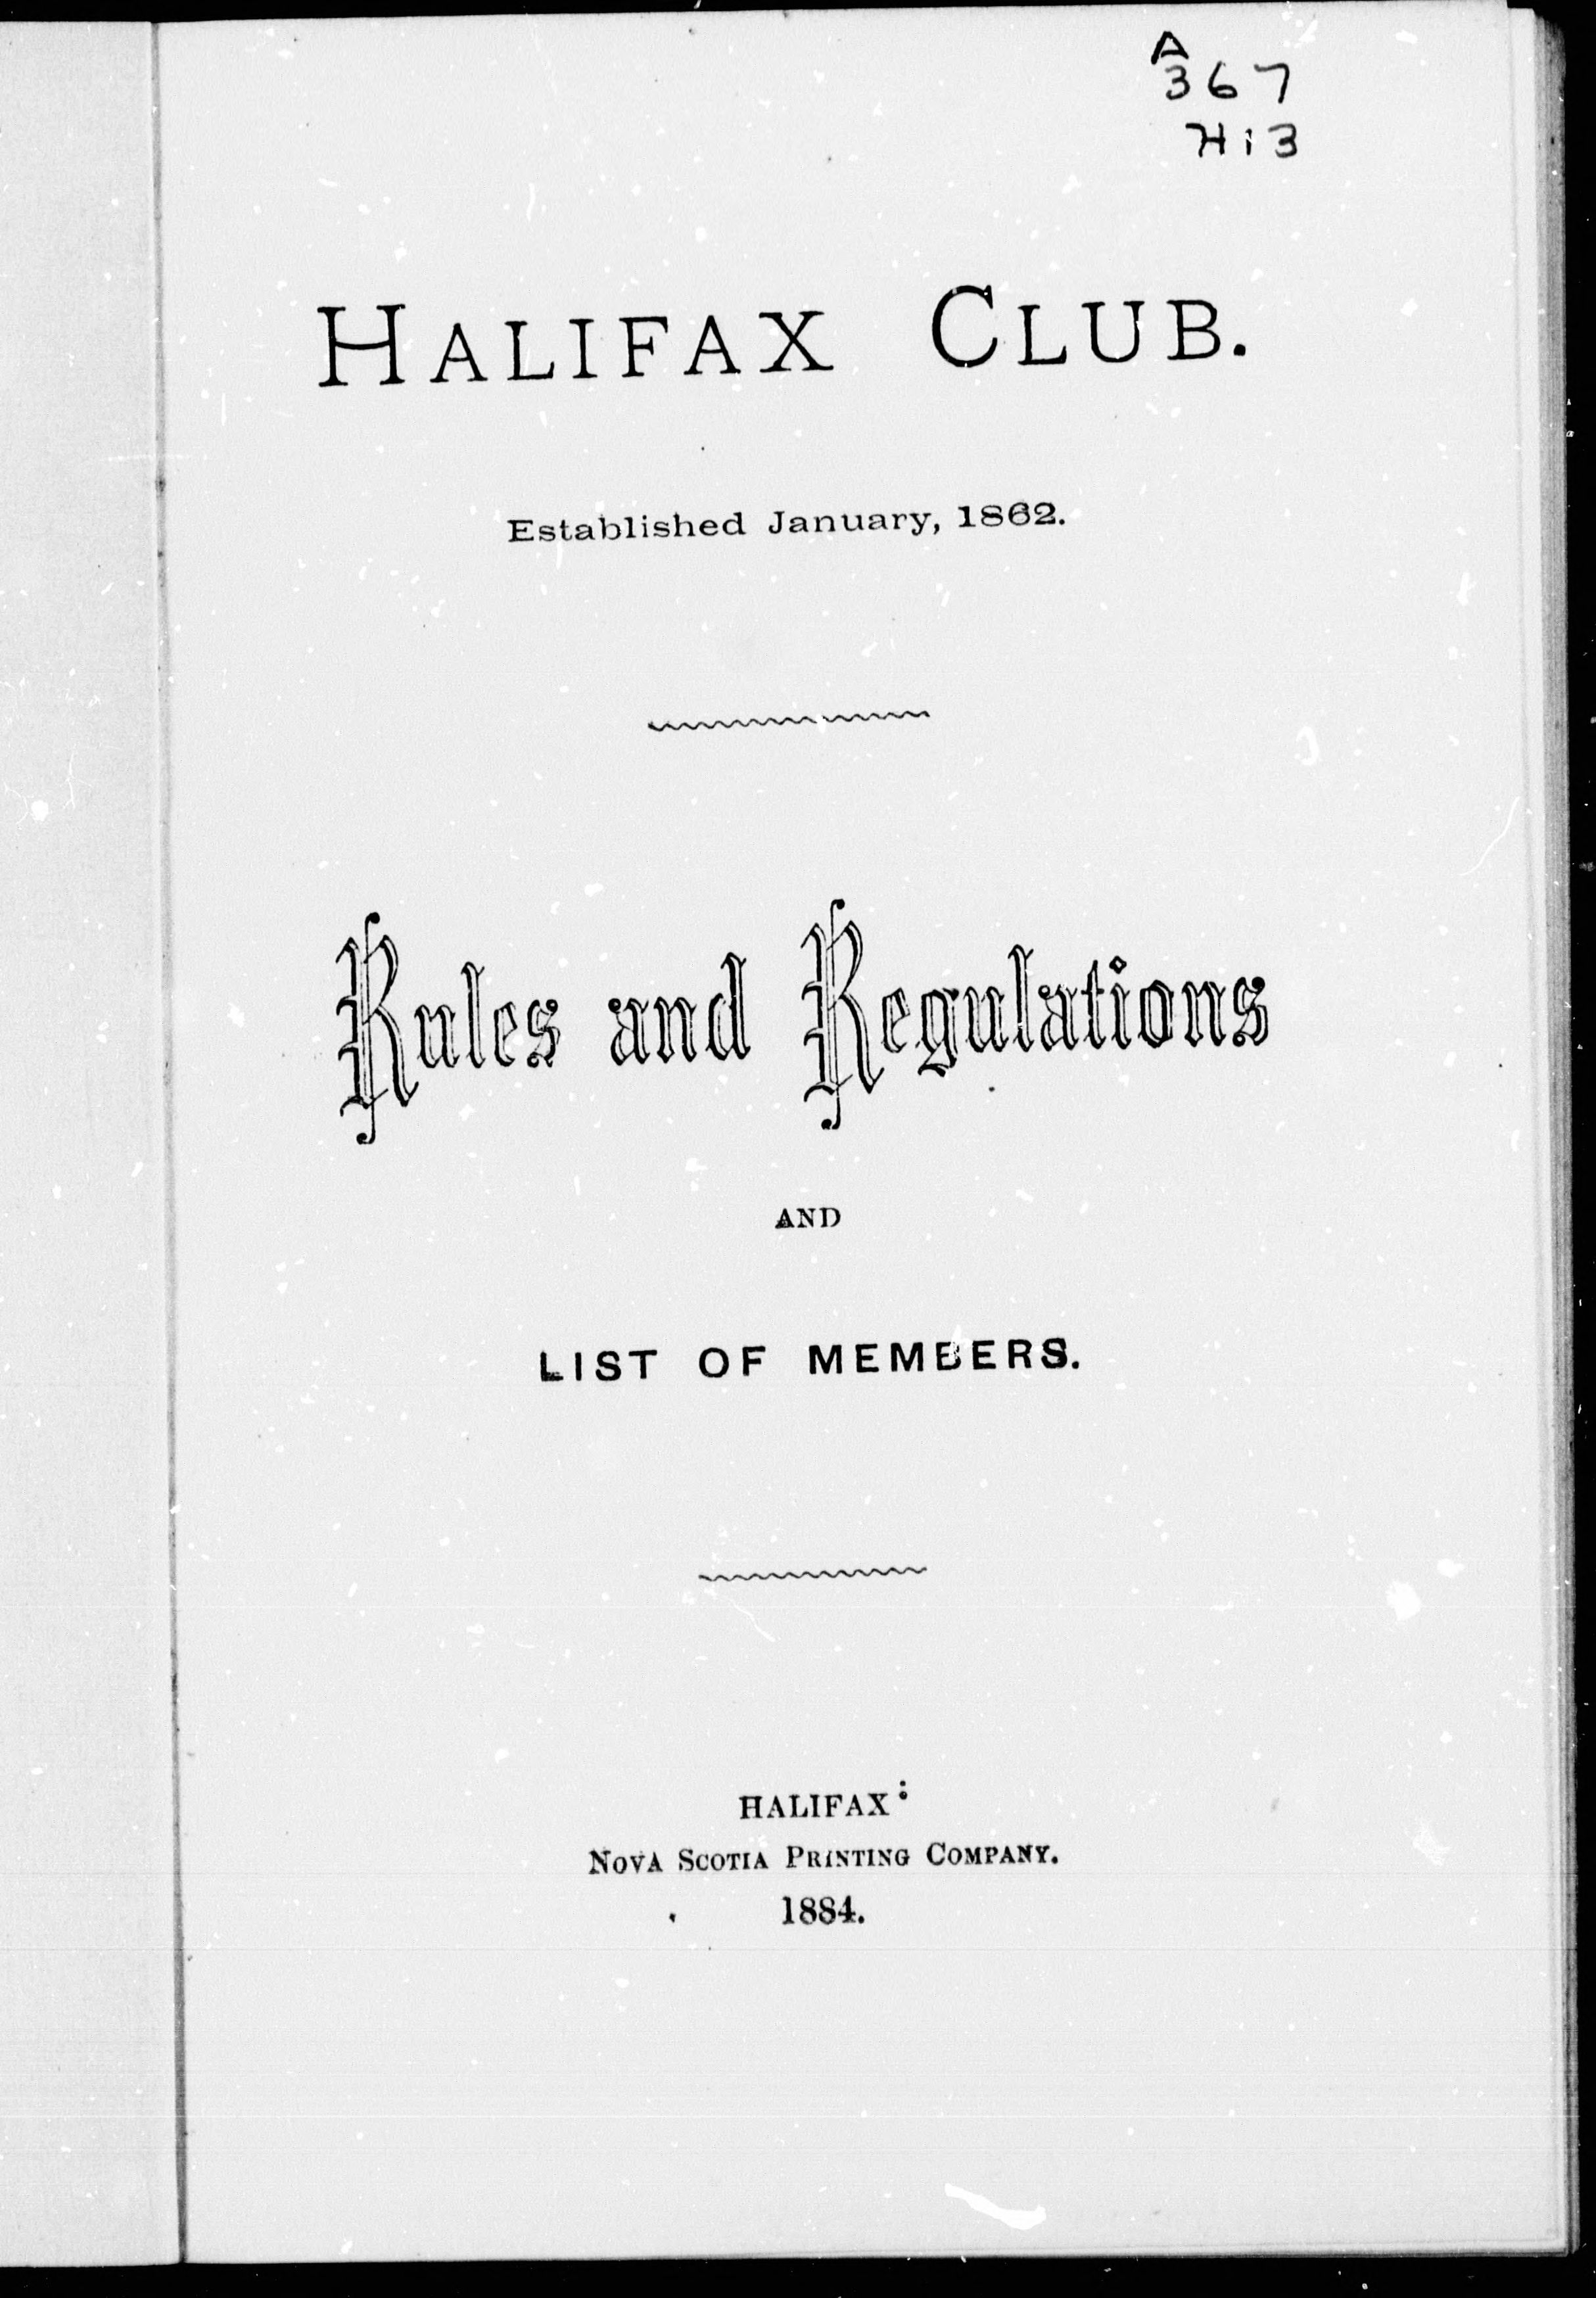 A
367
H13
HALIFAX CLUB.
Established January, 1862.
Rules and Regulations
AND
LIST OF MEMBERS.
HALIFAX:
NOVA SCOTIA PRINTING COMPANY.
1884.